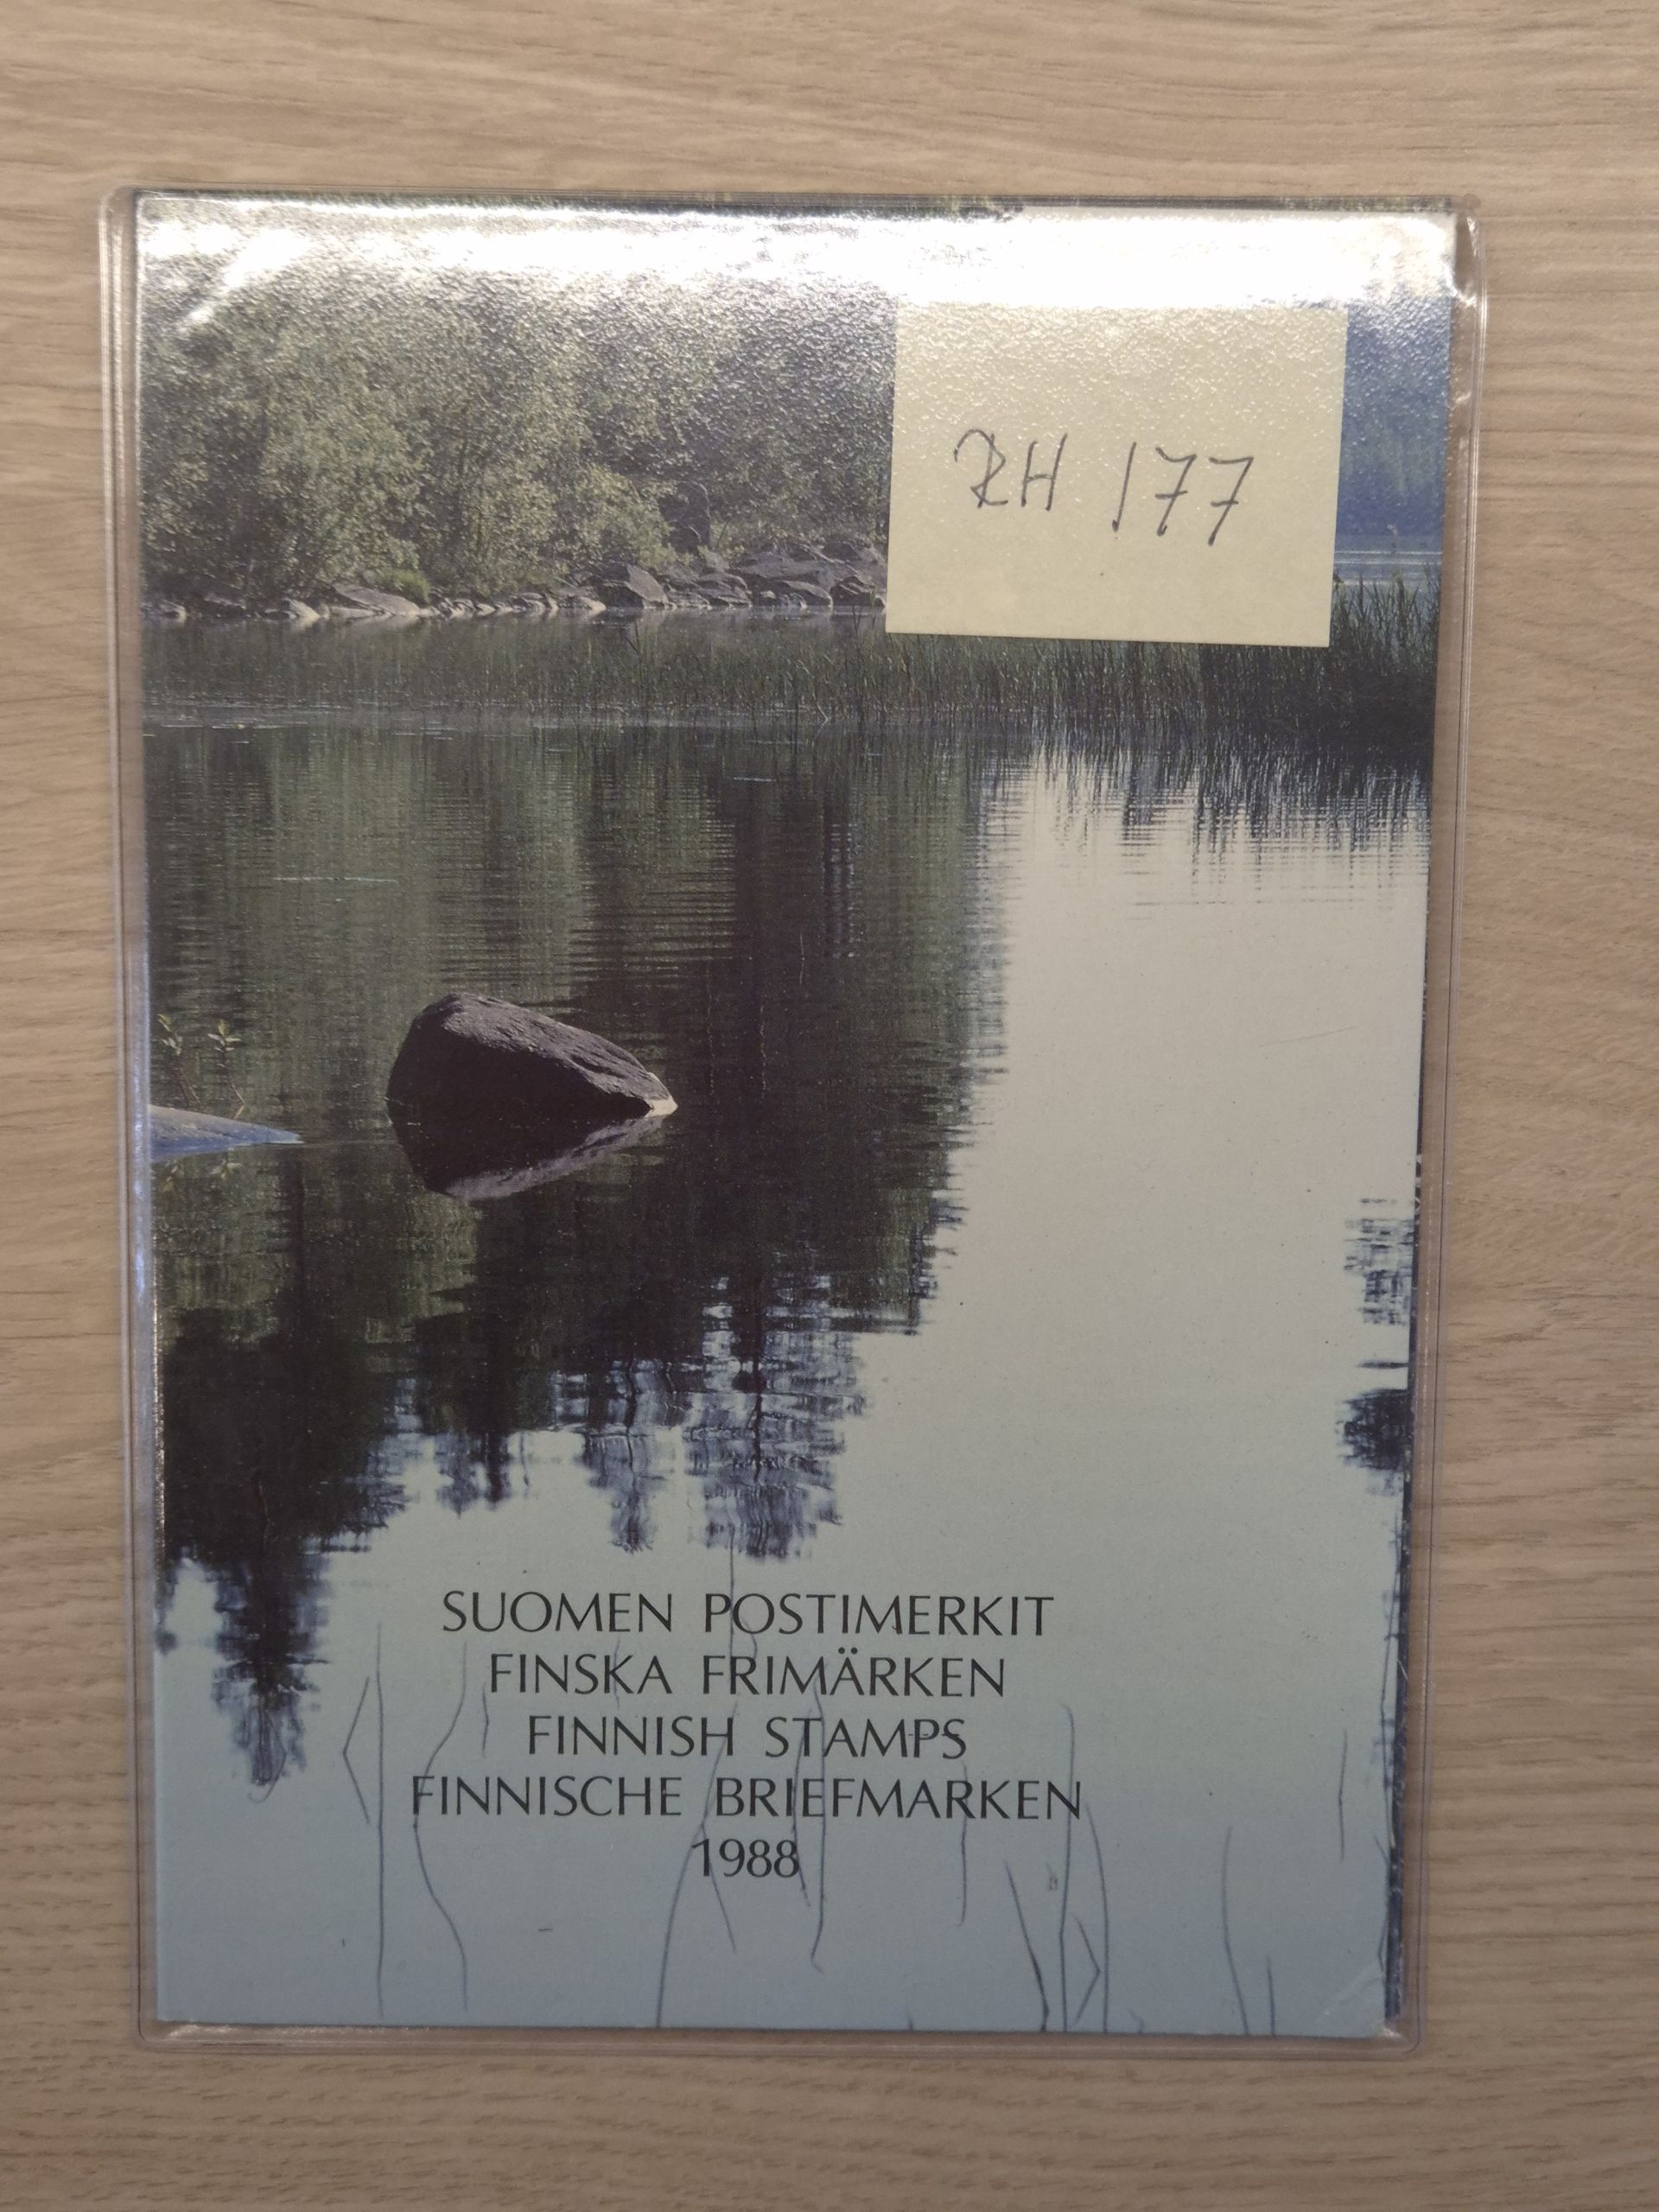 RH 177
SUOMEN POSTIMERKIT
FINSKA FRIMÄRKEN
FINNISH STAMPS
FINNISCHE BRIEFMARKEN
1988